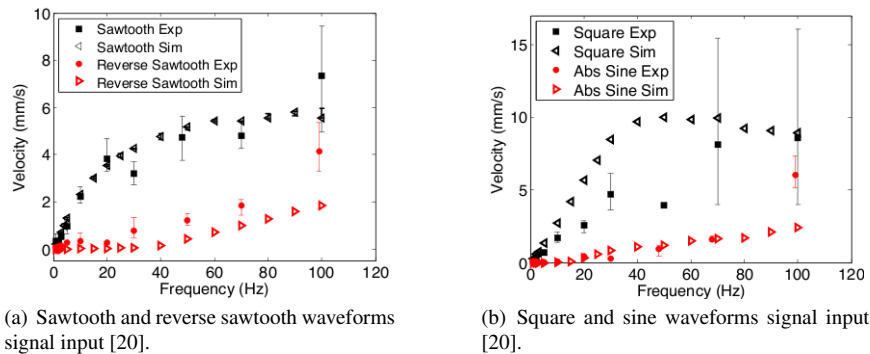 10
8
6
4
2
0
Velocity (mm/s)
Sawtooth Exp
Sawtooth Sim
Reverse Sawtooth Exp
Reverse Sawtooth Sim
0 20 40 60 80 100 120
Frequency (Hz)
(a) Sawtooth and reverse sawtooth waveforms
signal input [20].
15
10
5
0
Velocity (mm/s)
Square Exp
Square Sim
Abs Sine Exp
Abs Sine Sim
0 20 40 60 80 100 120
Frequency (Hz)
(b) Square and sine waveforms signal input
[20].